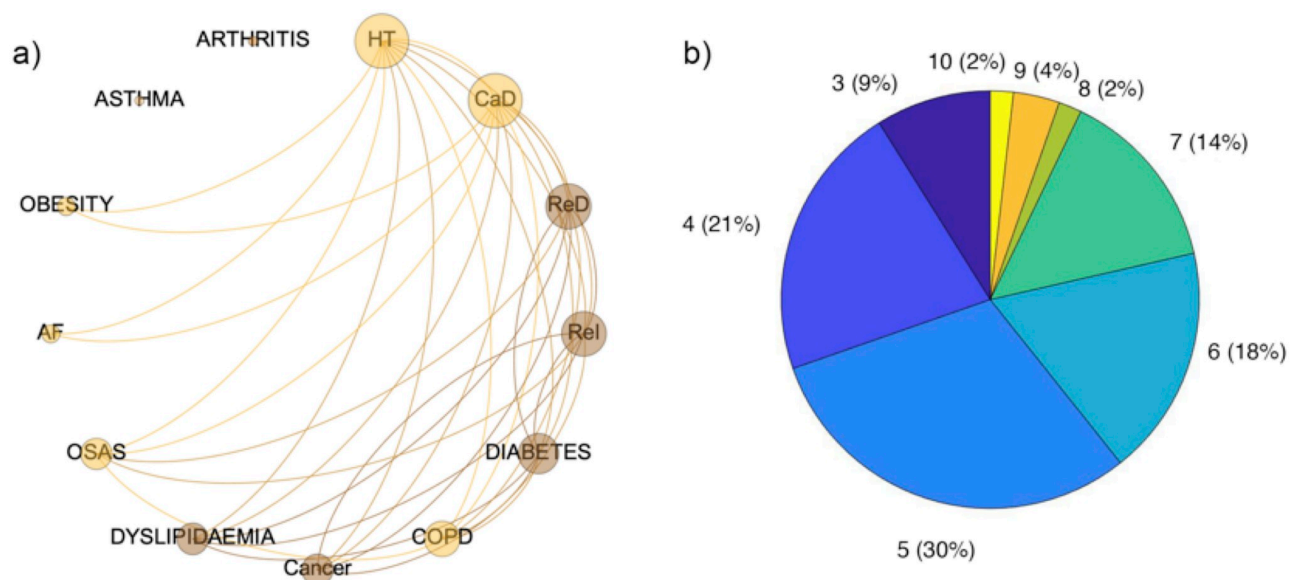 a)
ARTHRITIS
HT
ASTHMA
CaD
OBESITY
ReD
AF
ReI
OSAS
DIABETES
DYSLIPIDAEMIA
COPD
Cancer
b)
3 (9%)
10 (2%)
9 (4%)
8 (2%)
7 (14%)
4 (21%)
6 (18%)
5 (30%)